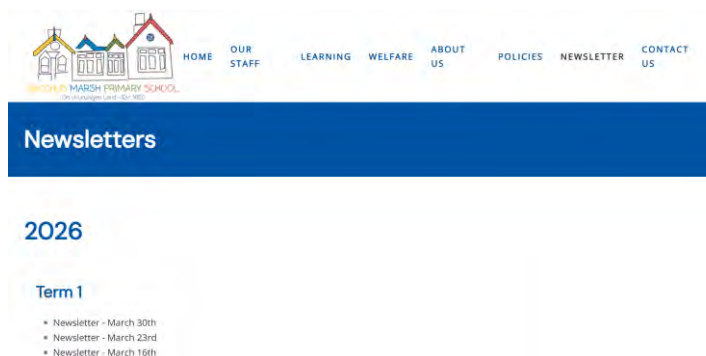 BACCHUS MARSH PRIMARY SCHOOL
HOME
OUR STAFF
LEARNING
WELFARE
ABOUT US
POLICIES
NEWSLETTER
CONTACT US
Newsletters
2026
Term 1
Newsletter - March 30th
Newsletter - March 23rd
Newsletter - March 16th